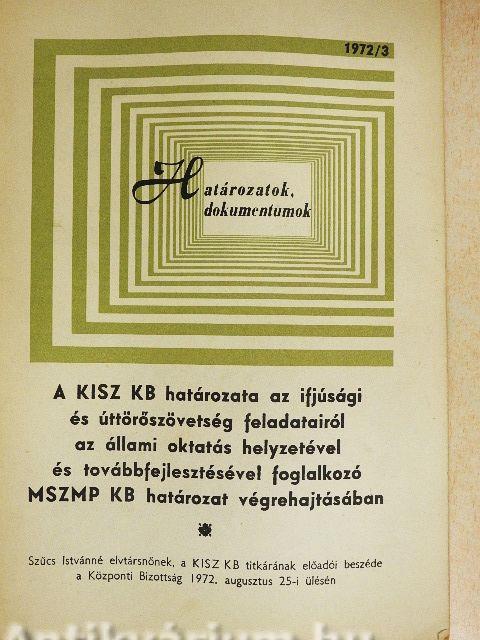 1972/3
Határozatok,
dokumentumok
A KISZ KB határozata az ifjúsági
és úttörőszövetség feladatairól
az állami oktatás helyzetével
és továbbfejlesztésével foglalkozó
MSZMP KB határozat végrehajtásában
Szűcs Istvánné elvtársnőnek, a KISZ KB titkárának előadói beszéde
a Központi Bizottság 1972. augusztus 25-i ülésén
Antikvárium.hu